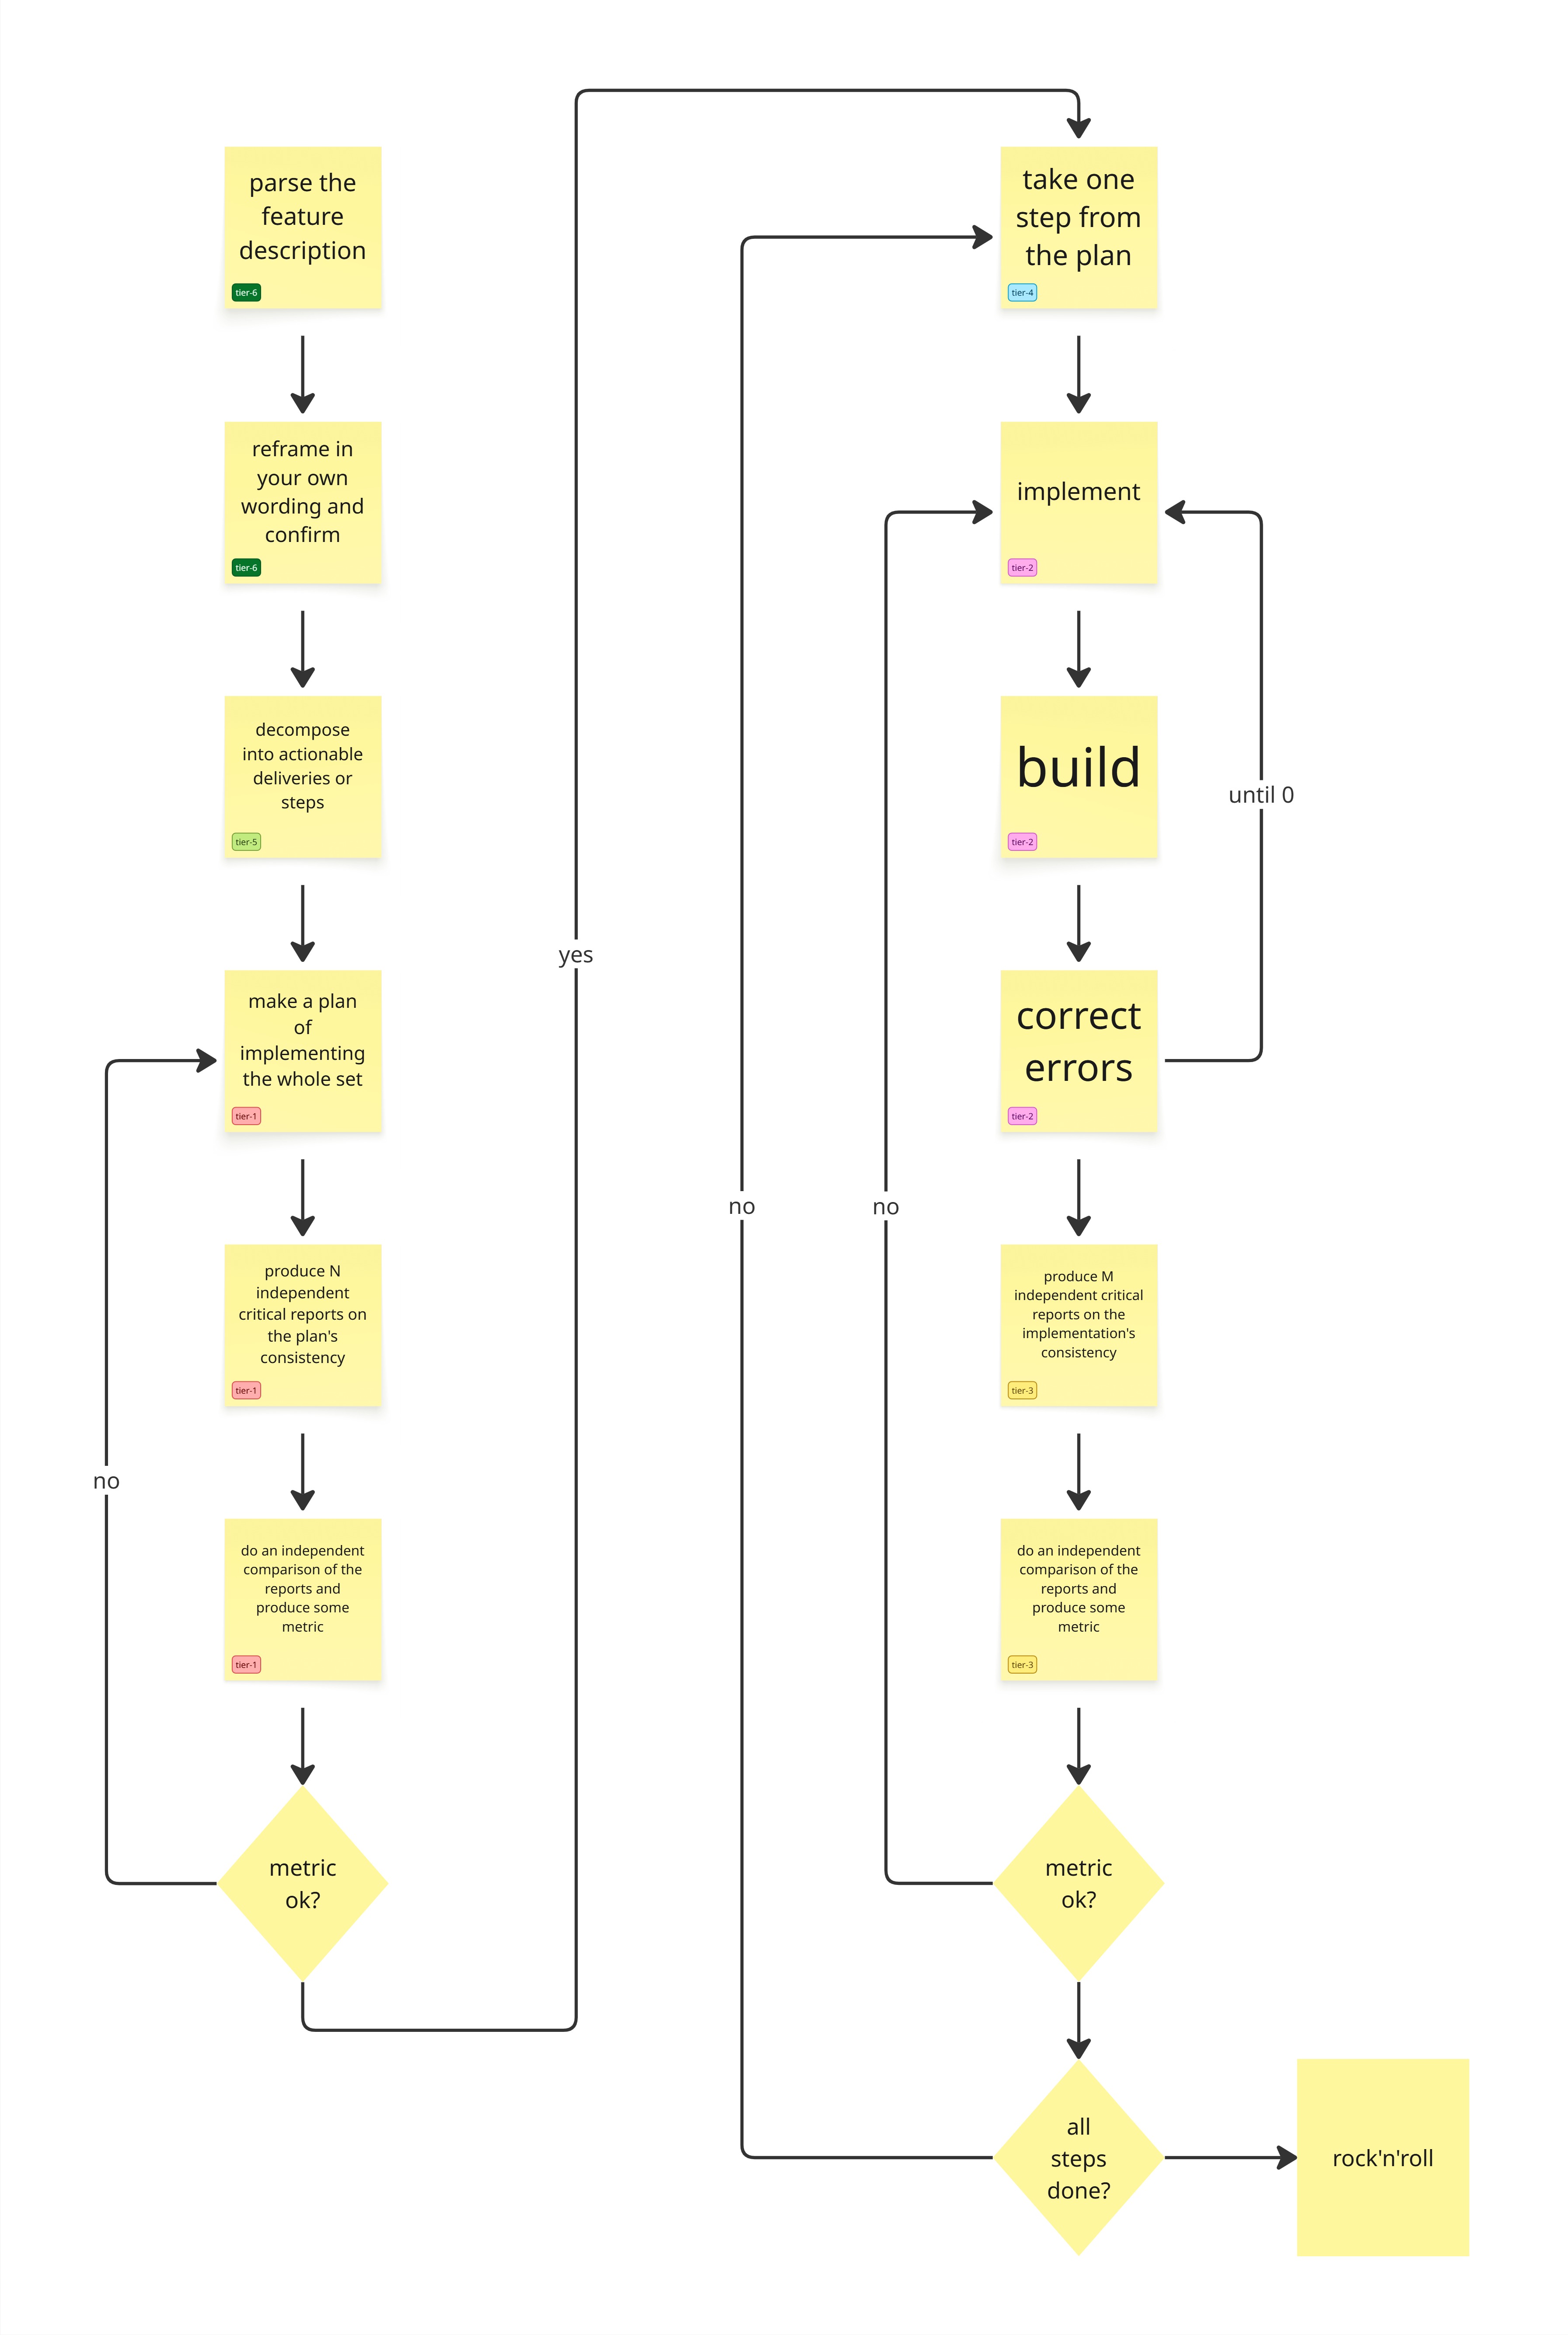 parse the
feature
description
tier-6
reframe in
your own
wording and
confirm
tier-6
decompose
into actionable
deliveries or
steps
tier-5
make a plan
of
implementing
the whole set
tier-1
produce N
independent
critical reports on
the plan's
consistency
tier-1
do an independent
comparison of the
reports and
produce some
metric
tier-1
metric
ok?
no
yes
take one
step from
the plan
tier-4
implement
tier-2
build
tier-2
until 0
correct
errors
tier-2
no
no
produce M
independent critical
reports on the
implementation's
consistency
tier-3
do an independent
comparison of the
reports and
produce some
metric
tier-3
metric
ok?
all
steps
done?
rock'n'roll